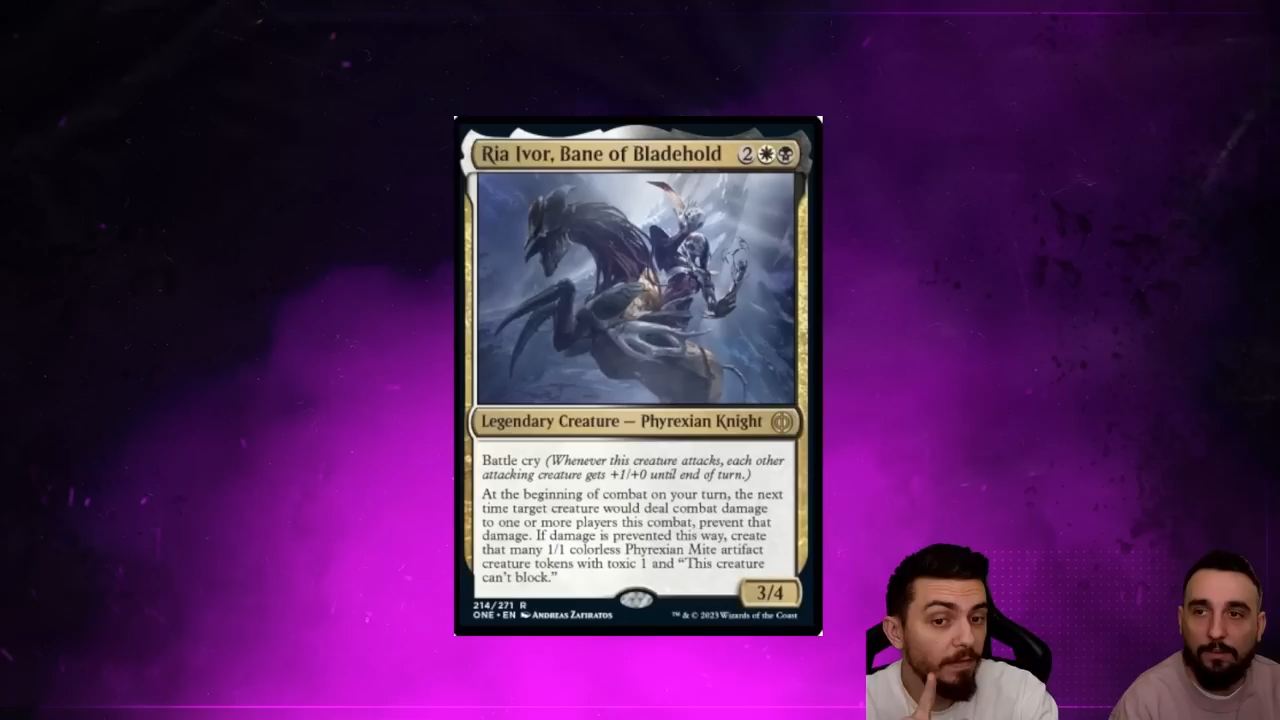 Ria Ivor, Bane of Bladehold 2
Legendary Creature — Phyrexian Knight
Battle cry (Whenever this creature attacks, each other
attacking creature gets +1/+0 until end of turn.)
At the beginning of combat on your turn, the next
time target creature would deal combat damage
to one or more players this combat, prevent that
damage. If damage is prevented this way, create
that many 1/1 colorless Phyrexian Mite artifact
creature tokens with toxic 1 and “This creature
can't block.”
3/4
214/271 R
ONE • EN ANDREAS ZAFIRATOS
™ & © 2023 Wizards of the Coast